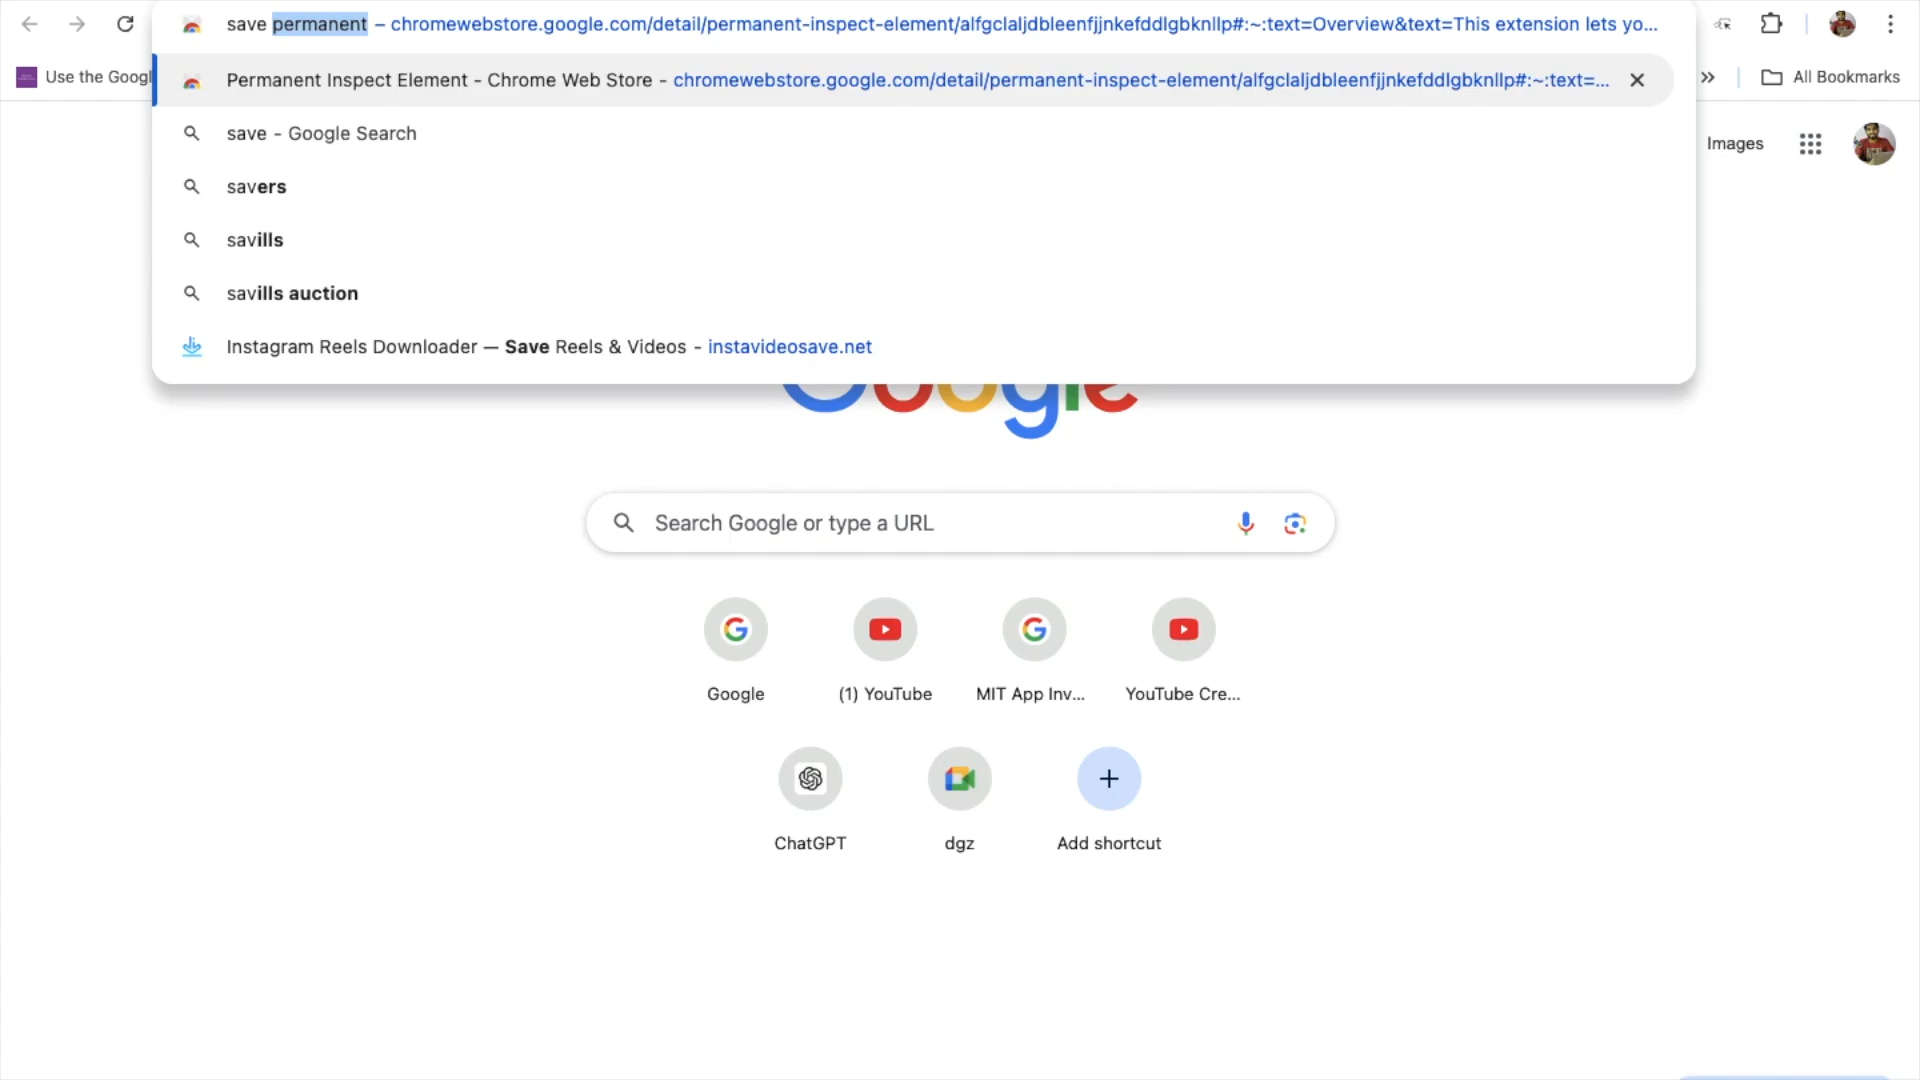 save permanent – chromewebstore.google.com/detail/permanent-inspect-element/alfgclaljdbleenfjjnkefddlgbknllp#:~:text=Overview&text=This extension lets yo...
Use the Googl
Permanent Inspect Element - Chrome Web Store - chromewebstore.google.com/detail/permanent-inspect-element/alfgclaljdbleenfjjnkefddlgbknllp#:~:text=...
All Bookmarks
save - Google Search
Images
savers
savills
savills auction
Instagram Reels Downloader — Save Reels & Videos - instavideosave.net
Google
Search Google or type a URL
Google
(1) YouTube
MIT App Inv...
YouTube Cre...
ChatGPT
dgz
Add shortcut